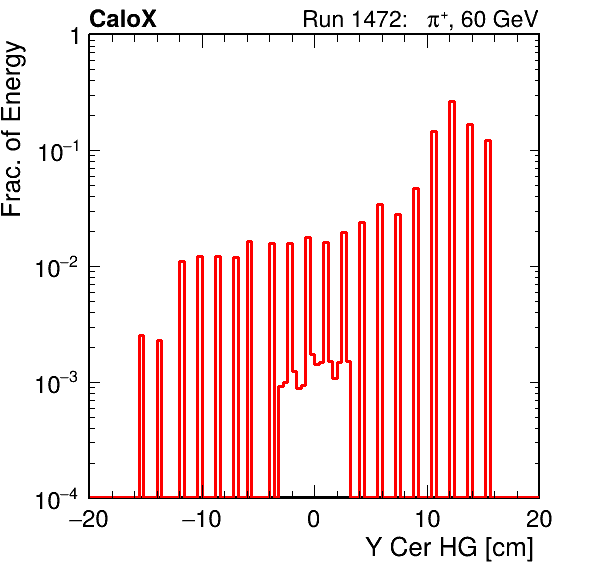 CaloX Run 1472: π⁺, 60 GeV
Frac. of Energy
1
10⁻¹
10⁻²
10⁻³
10⁻⁴
−20 −10 0 10 20
Y Cer HG [cm]